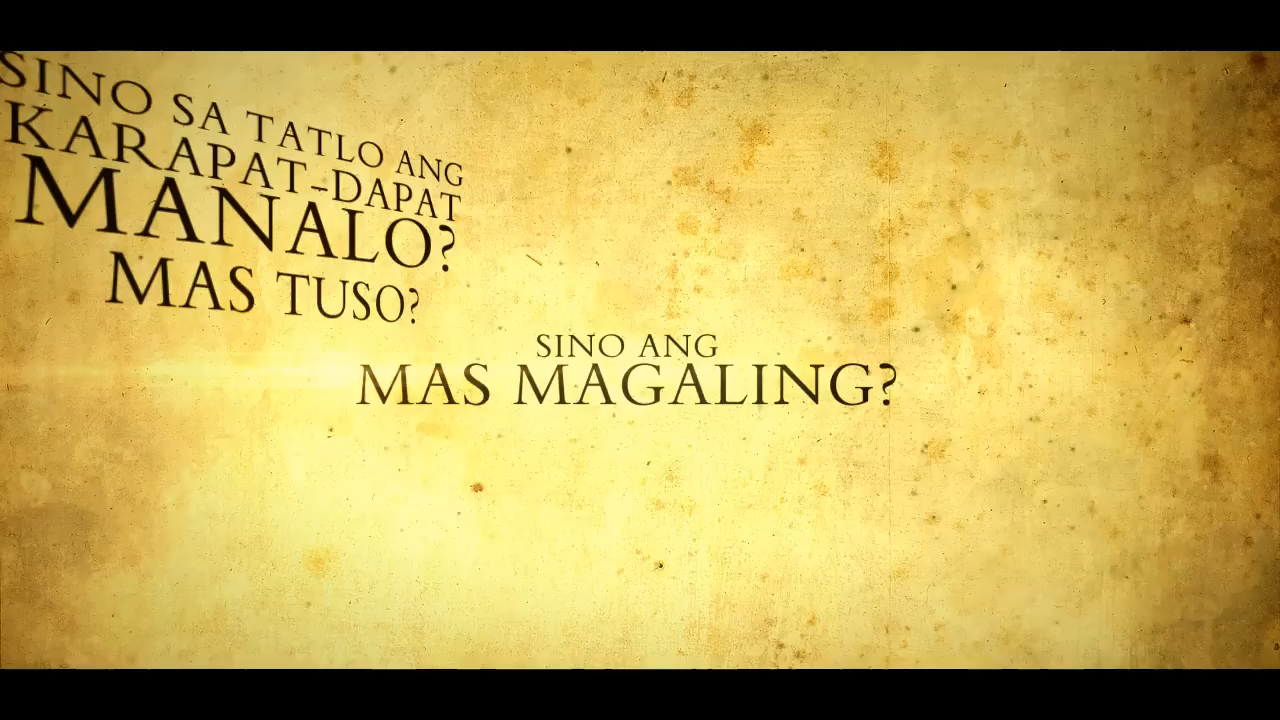 SINO SA TATLO ANG
KARAPAT-DAPAT
MANALO?
MAS TUSO?
SINO ANG
MAS MAGALING?